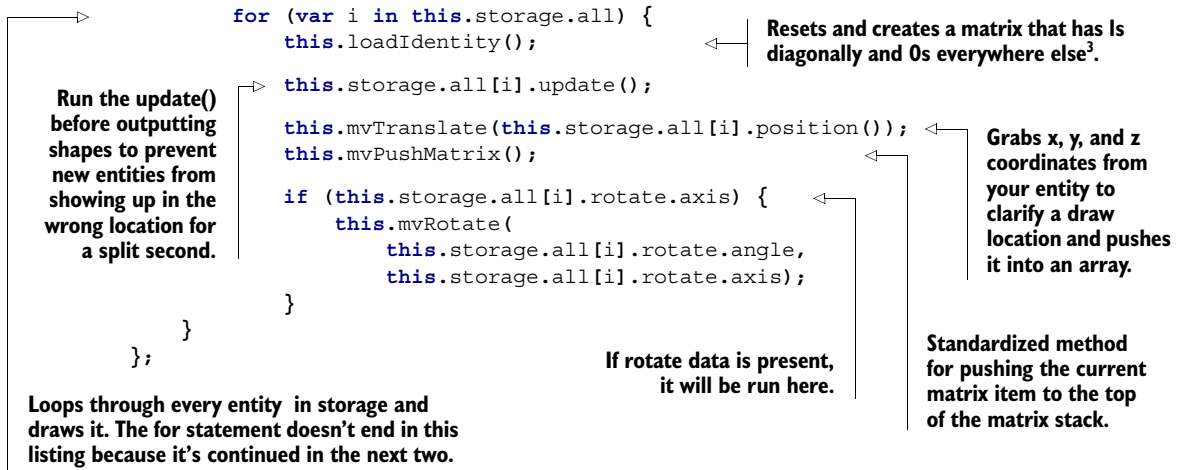 for (var i in this.storage.all) {
this.loadIdentity();
Resets and creates a matrix that has 1s
diagonally and 0s everywhere else3.
Run the update()
before outputting
shapes to prevent
new entities from
showing up in the
wrong location for
a split second.
this.storage.all[i].update();
this.mvTranslate(this.storage.all[i].position());
this.mvPushMatrix();
Grabs x, y, and z
coordinates from
your entity to
clarify a draw
location and pushes
it into an array.
if (this.storage.all[i].rotate.axis) {
this.mvRotate(
this.storage.all[i].rotate.angle,
this.storage.all[i].rotate.axis);
}
}
};
If rotate data is present,
it will be run here.
Standardized method
for pushing the current
matrix item to the top
of the matrix stack.
Loops through every entity in storage and
draws it. The for statement doesn't end in this
listing because it's continued in the next two.